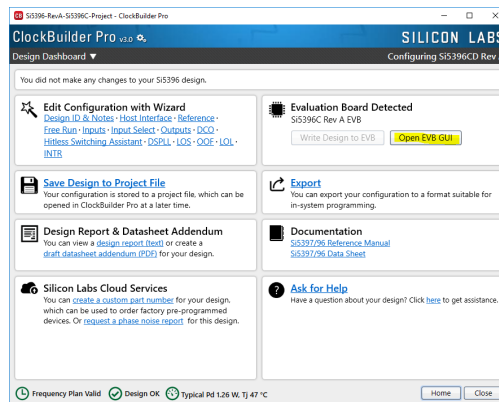 CB Si5396-RevA-Si5396C-Project - ClockBuilder Pro
ClockBuilder Pro v3.0
SILICON LABS
Design Dashboard ▼
Configuring Si5396CD Rev
You did not make any changes to your Si5396 design.
Edit Configuration with Wizard
Design ID & Notes · Host Interface · Reference ·
Free Run · Inputs · Input Select · Outputs · DCO ·
Hitless Switching Assistant · DSPLL · LOS · OOF · LOL ·
INTR
Evaluation Board Detected
Si5396C Rev A EVB
Write Design to EVB
Open EVB GUI
Save Design to Project File
Your configuration is stored to a project file, which can be
opened in ClockBuilder Pro at a later time.
Export
You can export your configuration to a format suitable for
in-system programming.
Design Report & Datasheet Addendum
You can view a design report (text) or create a
draft datasheet addendum (PDF) for your design.
Documentation
Si5397/96 Reference Manual
Si5397/96 Data Sheet
Silicon Labs Cloud Services
You can create a custom part number for your design,
which can be used to order factory pre-programmed
devices. Or request a phase noise report for this design.
Ask for Help
Have a question about your design? Click here to get assistance.
Frequency Plan Valid
Design OK
Typical Pd 1.26 W, Tj 47 °C
Home
Close